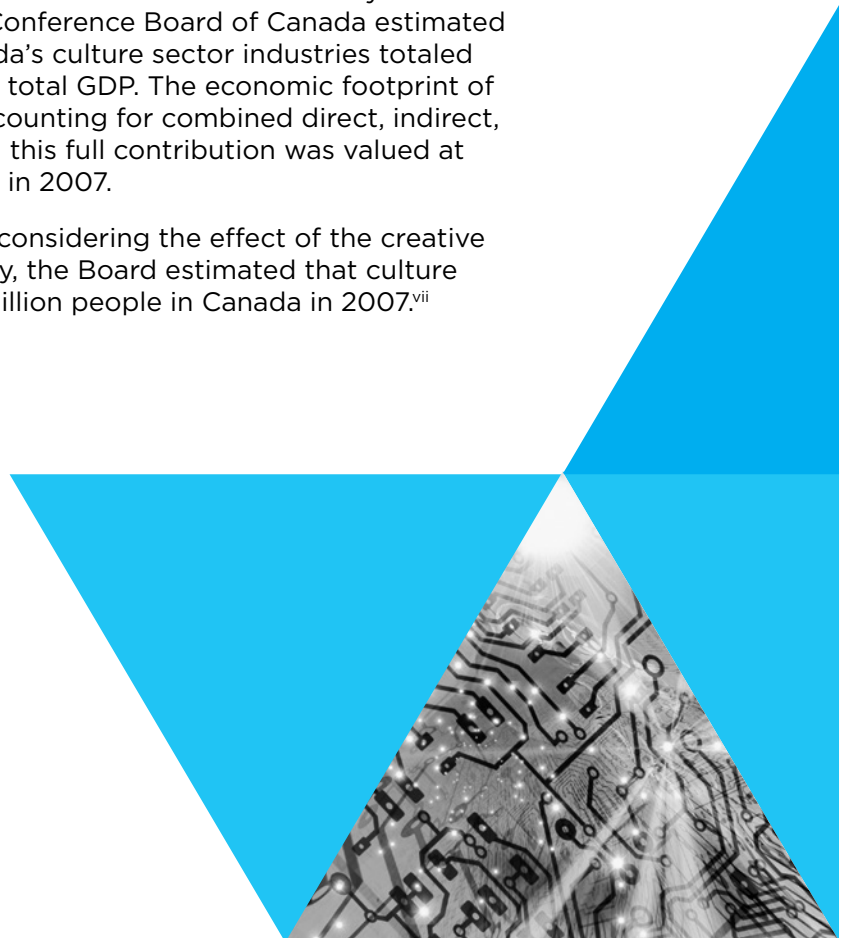 Conference Board of Canada estimated
da’s culture sector industries totaled
total GDP. The economic footprint of
counting for combined direct, indirect,
this full contribution was valued at
in 2007.
considering the effect of the creative
y, the Board estimated that culture
illion people in Canada in 2007.vii